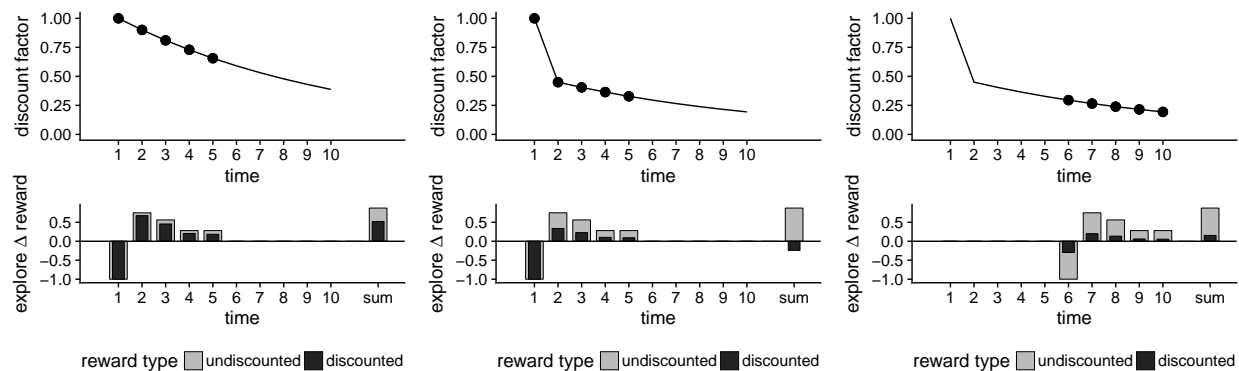 discount factor
1.00
0.75
0.50
0.25
0.00
1 2 3 4 5 6 7 8 9 10
time
explore Δ reward
0.5
0.0
−0.5
−1.0
1 2 3 4 5 6 7 8 9 10 sum
time
reward type undiscounted discounted
discount factor
1.00
0.75
0.50
0.25
0.00
1 2 3 4 5 6 7 8 9 10
time
explore Δ reward
0.5
0.0
−0.5
−1.0
1 2 3 4 5 6 7 8 9 10 sum
time
reward type undiscounted discounted
discount factor
1.00
0.75
0.50
0.25
0.00
1 2 3 4 5 6 7 8 9 10
time
explore Δ reward
0.5
0.0
−0.5
−1.0
1 2 3 4 5 6 7 8 9 10 sum
time
reward type undiscounted discounted